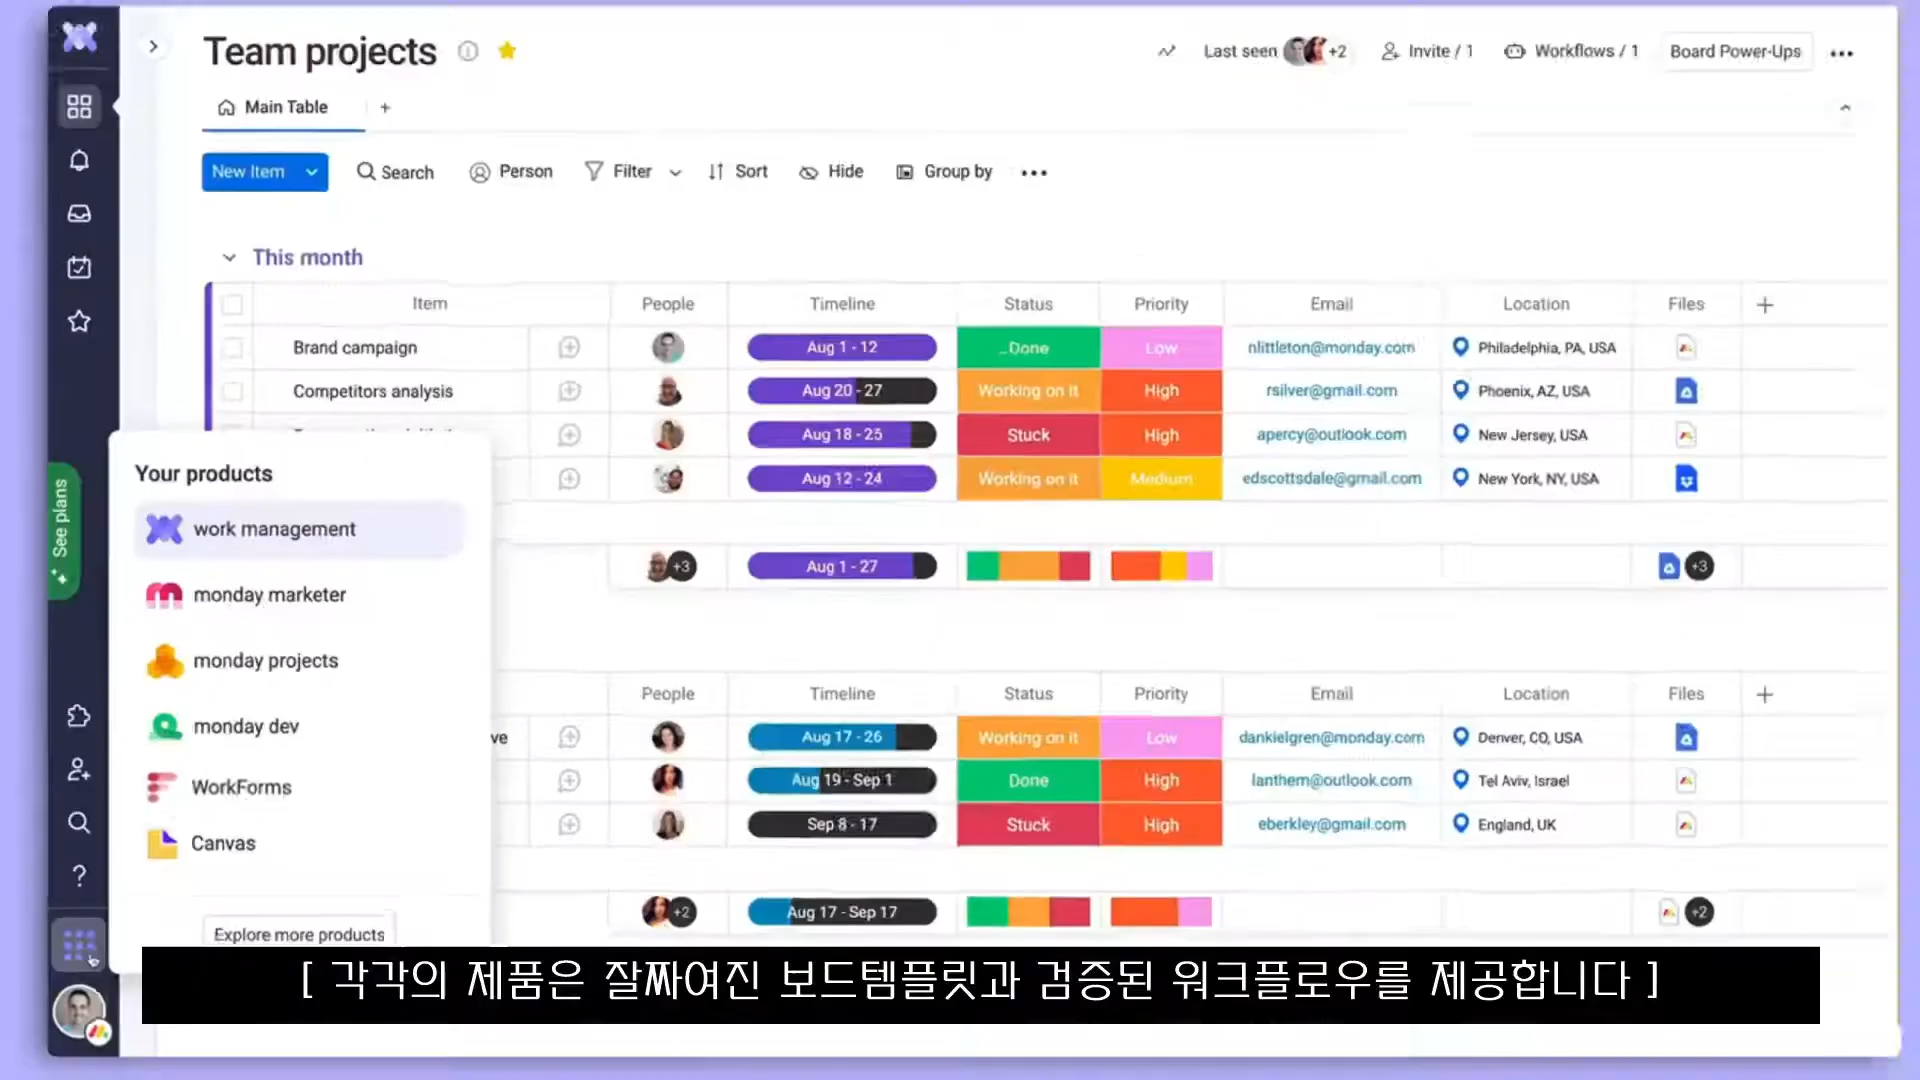 Team projects
Last seen +2 Invite / 1 Workflows / 1 Board Power-Ups
Main Table +
New Item Search Person Filter Sort Hide Group by
This month
Item People Timeline Status Priority Email Location Files +
Brand campaign Aug 1 - 12 Done Low nlittleton@monday.com Philadelphia, PA, USA
Competitors analysis Aug 20 - 27 Working on it High rsilver@gmail.com Phoenix, AZ, USA
Aug 18 - 25 Stuck High apercy@outlook.com New Jersey, USA
Aug 12 - 24 Working on it Medium edscottsdale@gmail.com New York, NY, USA
+3 Aug 1 - 27 +3
People Timeline Status Priority Email Location Files +
ve Aug 17 - 26 Working on it Low dankielgren@monday.com Denver, CO, USA
Aug 19 - Sep 1 Done High lanthem@outlook.com Tel Aviv, Israel
Sep 8 - 17 Stuck High eberkley@gmail.com England, UK
+2 Aug 17 - Sep 17 +2
See plans
Your products
work management
monday marketer
monday projects
monday dev
WorkForms
Canvas
Explore more products
[ 각각의 제품은 잘짜여진 보드템플릿과 검증된 워크플로우를 제공합니다 ]